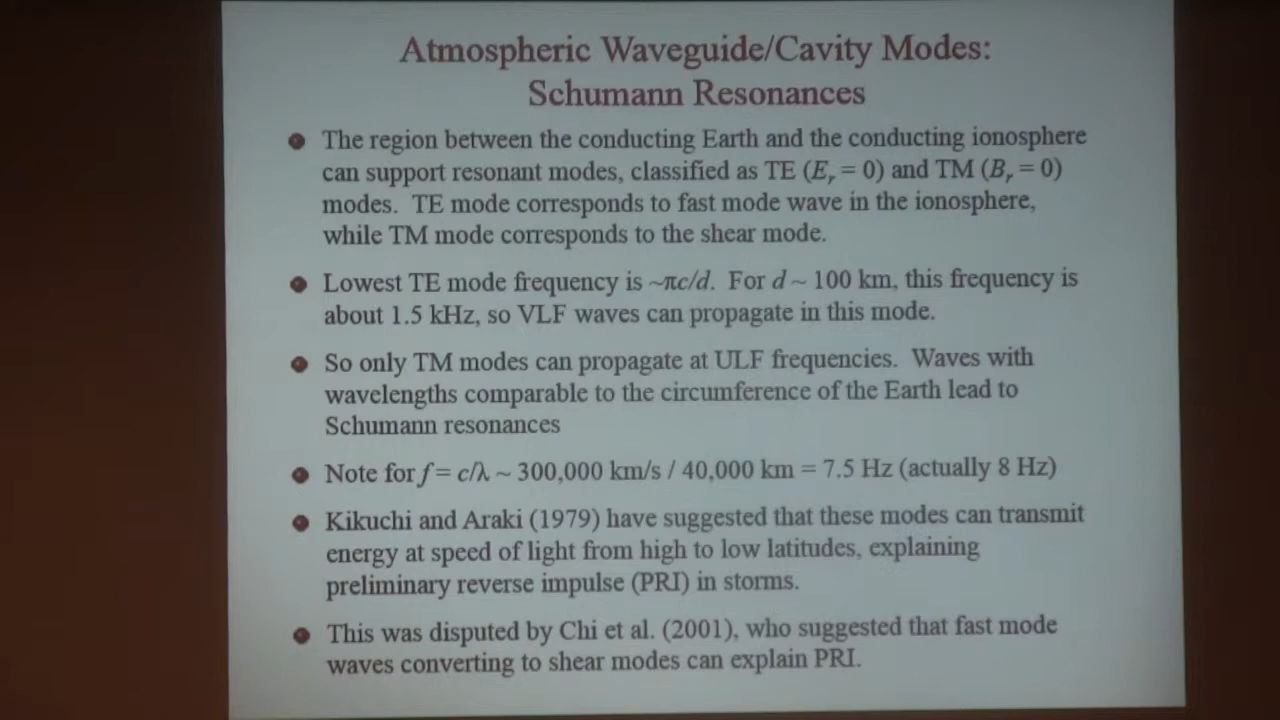 Atmospheric Waveguide/Cavity Modes:
Schumann Resonances
The region between the conducting Earth and the conducting ionosphere
can support resonant modes, classified as TE (Er = 0) and TM (Br = 0)
modes. TE mode corresponds to fast mode wave in the ionosphere,
while TM mode corresponds to the shear mode.
Lowest TE mode frequency is ~πc/d. For d ~ 100 km, this frequency is
about 1.5 kHz, so VLF waves can propagate in this mode.
So only TM modes can propagate at ULF frequencies. Waves with
wavelengths comparable to the circumference of the Earth lead to
Schumann resonances
Note for f = c/λ ~ 300,000 km/s / 40,000 km = 7.5 Hz (actually 8 Hz)
Kikuchi and Araki (1979) have suggested that these modes can transmit
energy at speed of light from high to low latitudes, explaining
preliminary reverse impulse (PRI) in storms.
This was disputed by Chi et al. (2001), who suggested that fast mode
waves converting to shear modes can explain PRI.